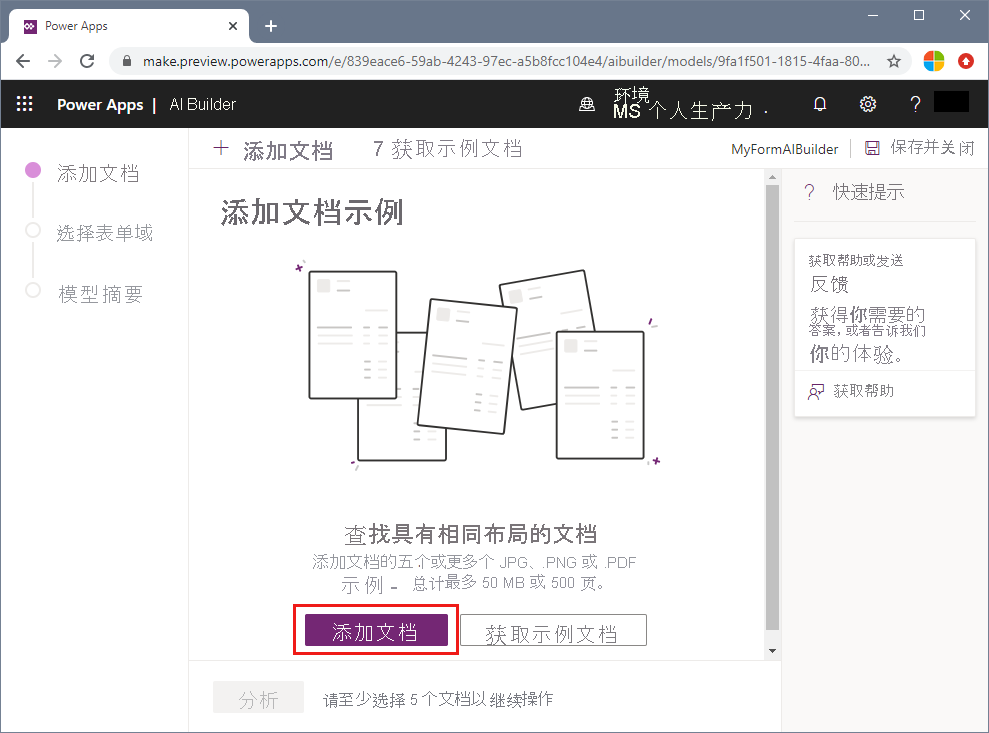 Power Apps
make.preview.powerapps.com/e/839eace6-59ab-4243-97ec-a5b8fcc104e4/aibuilder/models/9fa1f501-1815-4faa-80...
Power Apps | AI Builder
环境
MS 个人生产力 .
?
添加文档
选择表单域
模型摘要
+ 添加文档
7 获取示例文档
MyFormAIBuilder
保存并关 闭
添加文档示例
查找具有相同布局的文档
添加文档的五个或更多个 JPG、.PNG 或 .PDF
示例 - 总计最多 50 MB 或 500 页。
添加文档
获取示例文档
分析
请至少选择 5 个文档以 继续操作
? 快速提示
获取帮助或发送
反馈
获得你需要的
答案, 或者告诉我们
你的体验。
获取帮助